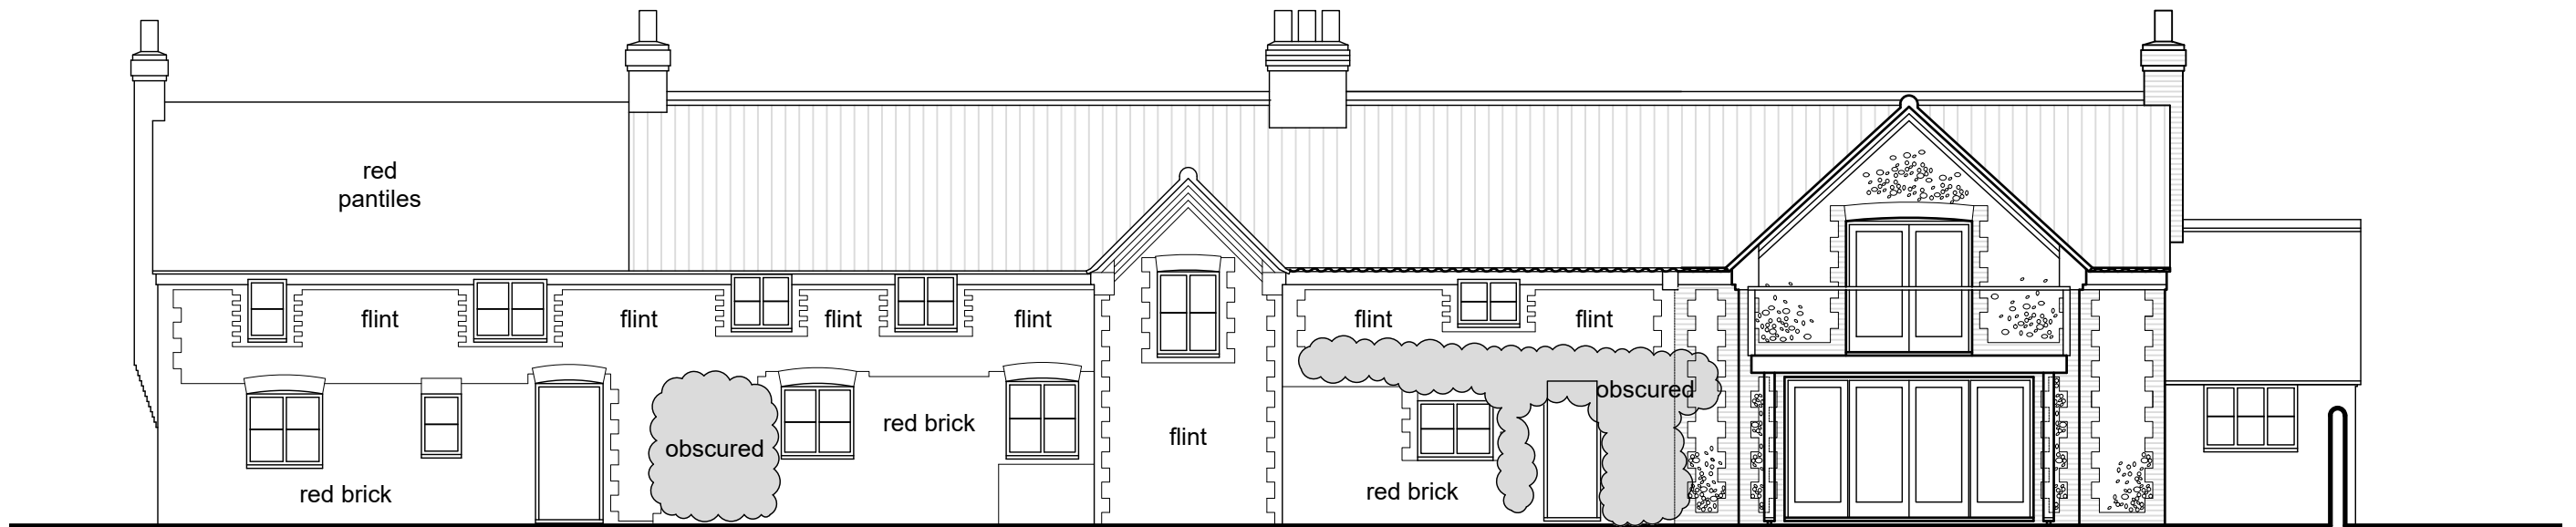 red
pantiles
flint
flint
flint
flint
flint
flint
obscured
red brick
flint
obscured
red brick
red brick